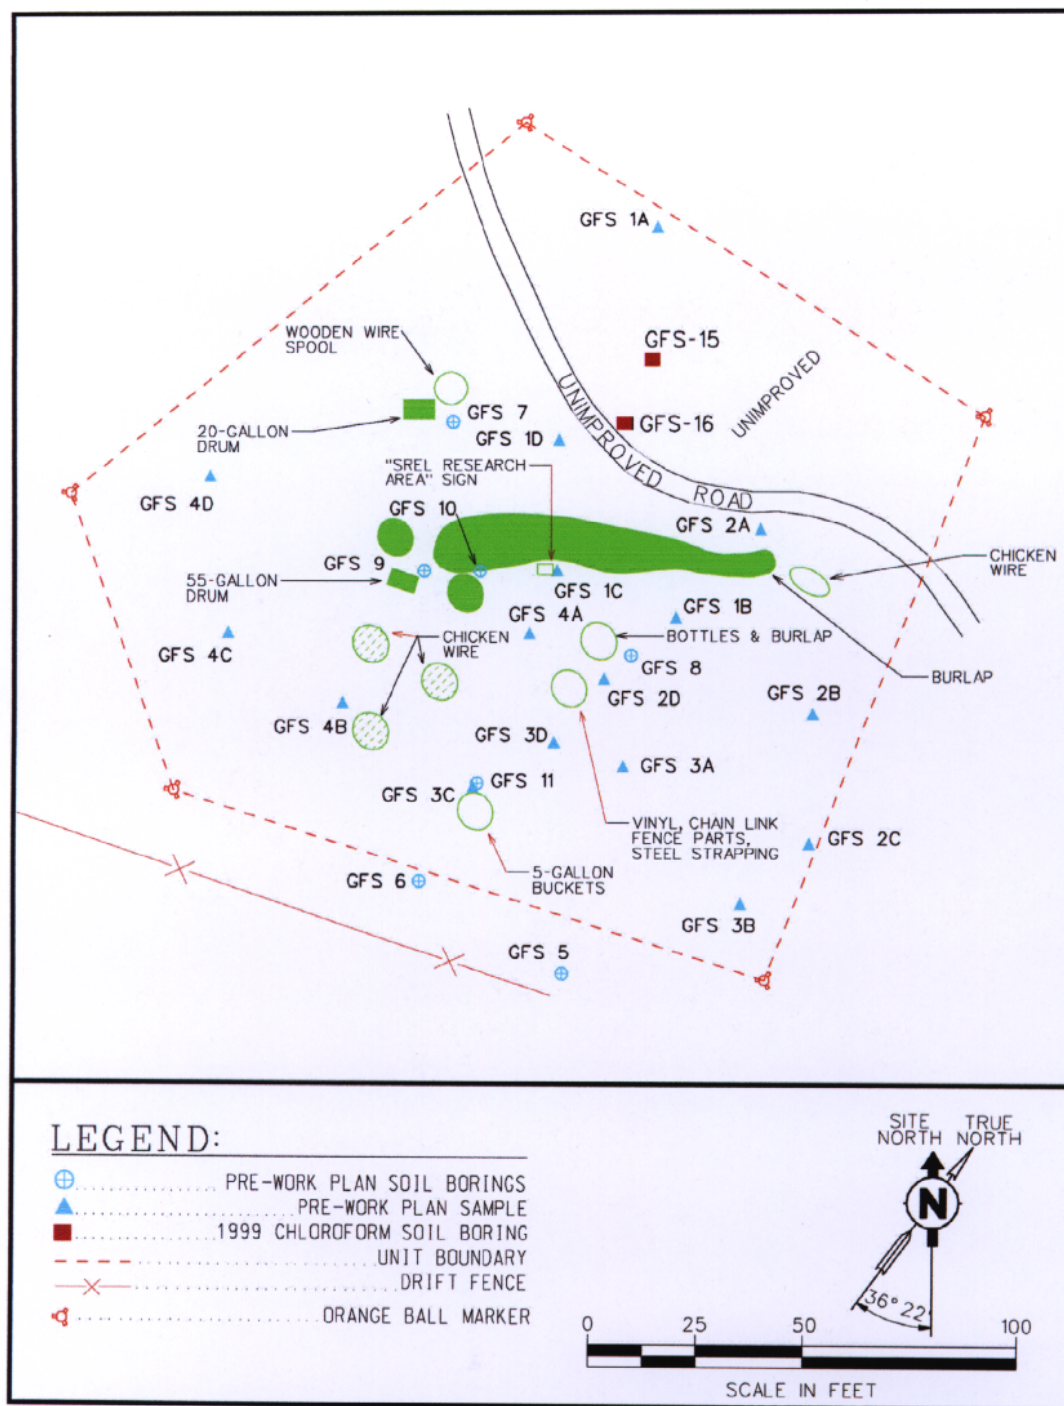 GFS 1A
WOODEN WIRE
SPOOL
GFS-15
UNIMPROVED
GFS 7
GFS-16
UNIMPROVED ROAD
20-GALLON
DRUM
GFS 1D
"SREL RESEARCH
AREA" SIGN
GFS 4D
GFS
10
GFS 2A
CHICKEN
WIRE
GFS 9
55-GALLON
DRUM
GFS 1C
GFS 4A
GFS 1B
CHICKEN
WIRE
BOTTLES & BURLAP
GFS 4C
GFS 8
BURLAP
GFS 2D
GFS 2B
GFS 4B
GFS 3D
GFS 3A
GFS 11
GFS 3C
VINYL, CHAIN LINK
FENCE PARTS,
STEEL STRAPPING
GFS 2C
5-GALLON
BUCKETS
GFS 6
GFS 3B
GFS 5
LEGEND:
PRE-WORK PLAN SOIL BORINGS
PRE-WORK PLAN SAMPLE
1999 CHLOROFORM SOIL BORING
UNIT BOUNDARY
DRIFT FENCE
ORANGE BALL MARKER
SITE
NORTH
TRUE
NORTH
N
36° 22'
0 25 50 100
SCALE IN FEET